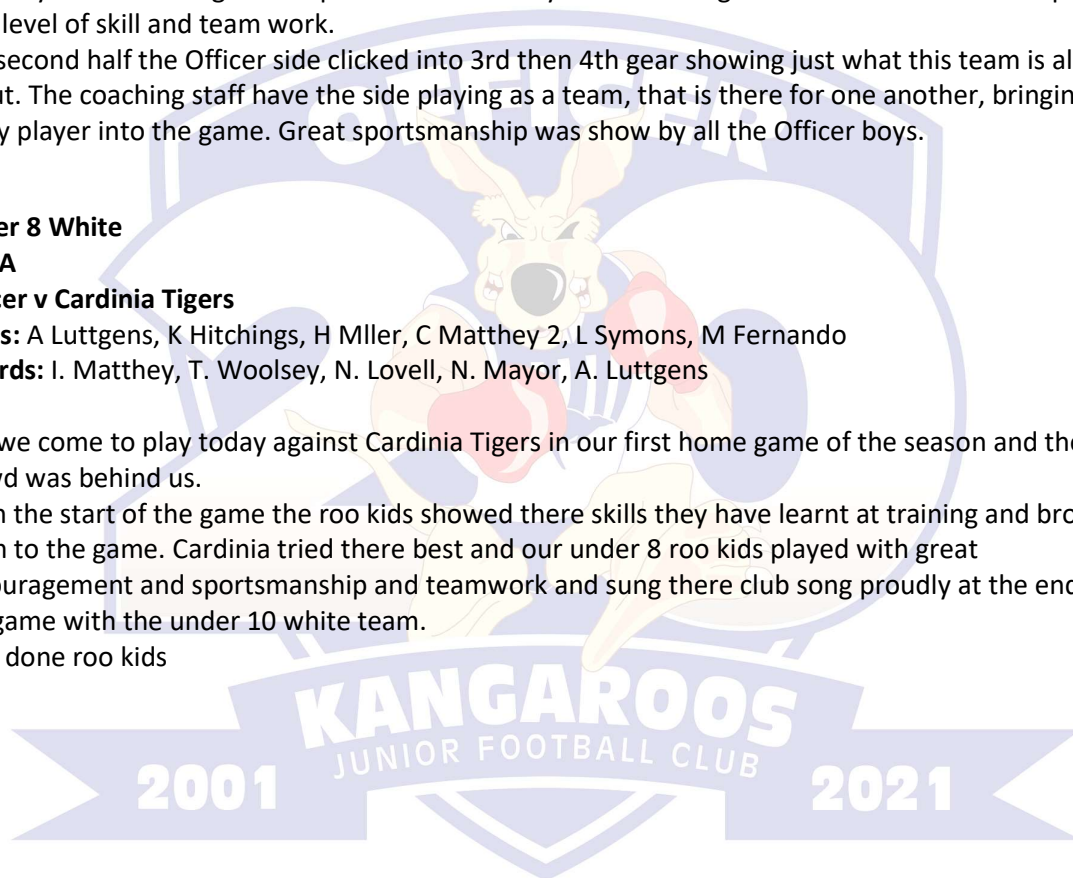 level of skill and team work.
second half the Officer side clicked into 3rd then 4th gear showing just what this team is al
ut. The coaching staff have the side playing as a team, that is there for one another, bringin
y player into the game. Great sportsmanship was show by all the Officer boys.
OFFICER
er 8 White
A
cer v Cardinia Tigers
s: A Luttgens, K Hitchings, H Mller, C Matthey 2, L Symons, M Fernando
rds: I. Matthey, T. Woolsey, N. Lovell, N. Mayor, A. Luttgens
we come to play today against Cardinia Tigers in our first home game of the season and the
wd was behind us.
n the start of the game the roo kids showed there skills they have learnt at training and bro
n to the game. Cardinia tried there best and our under 8 roo kids played with great
ouragement and sportsmanship and teamwork and sung there club song proudly at the end
game with the under 10 white team.
done roo kids
20
KANGAROOS
JUNIOR FOOTBALL CLUB
2001 2021